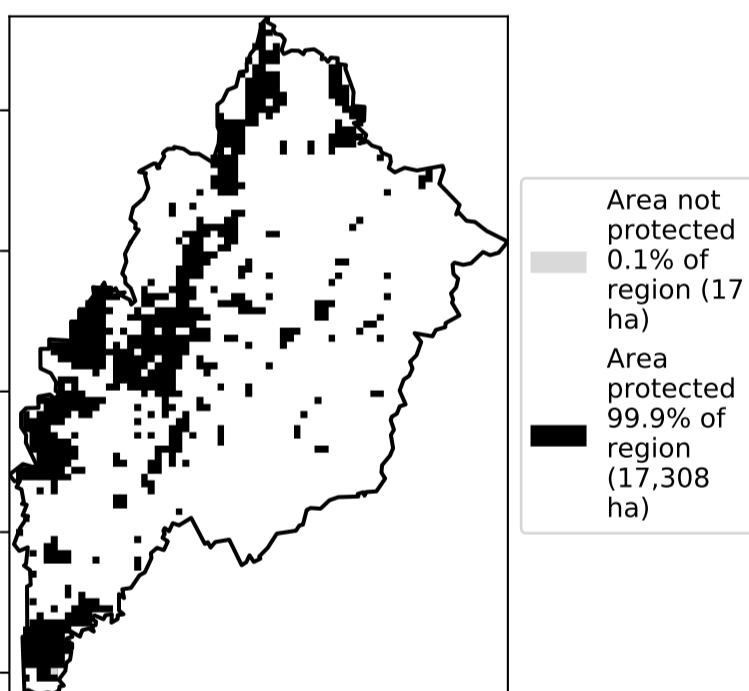 Area not
protected
0.1% of
region (17
ha)
Area
protected
99.9% of
region
(17,308
ha)